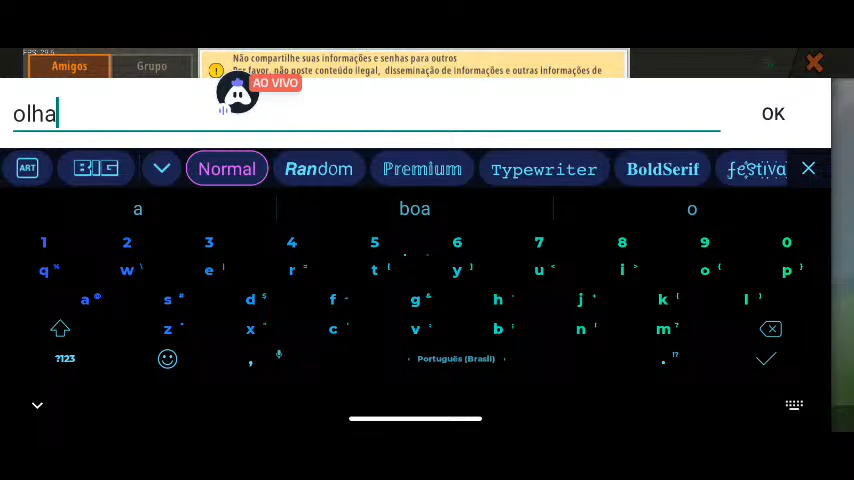 FPS: 29.6
Amigos
Grupo
Não compartilhe suas informações e senhas para outros
Por favor, não poste conteúdo ilegal, disseminação de informações e outras informações de
AO VIVO
olha
OK
ART
BIG
Normal
Random
Premium
Typewriter
BoldSerif
festival
a boa o
1 2 3 4 5 6 7 8 9 0
q w e r t y u i o p
a s d f g h j k l
z x c v b n m
?123
,
Português (Brasil)
. !?